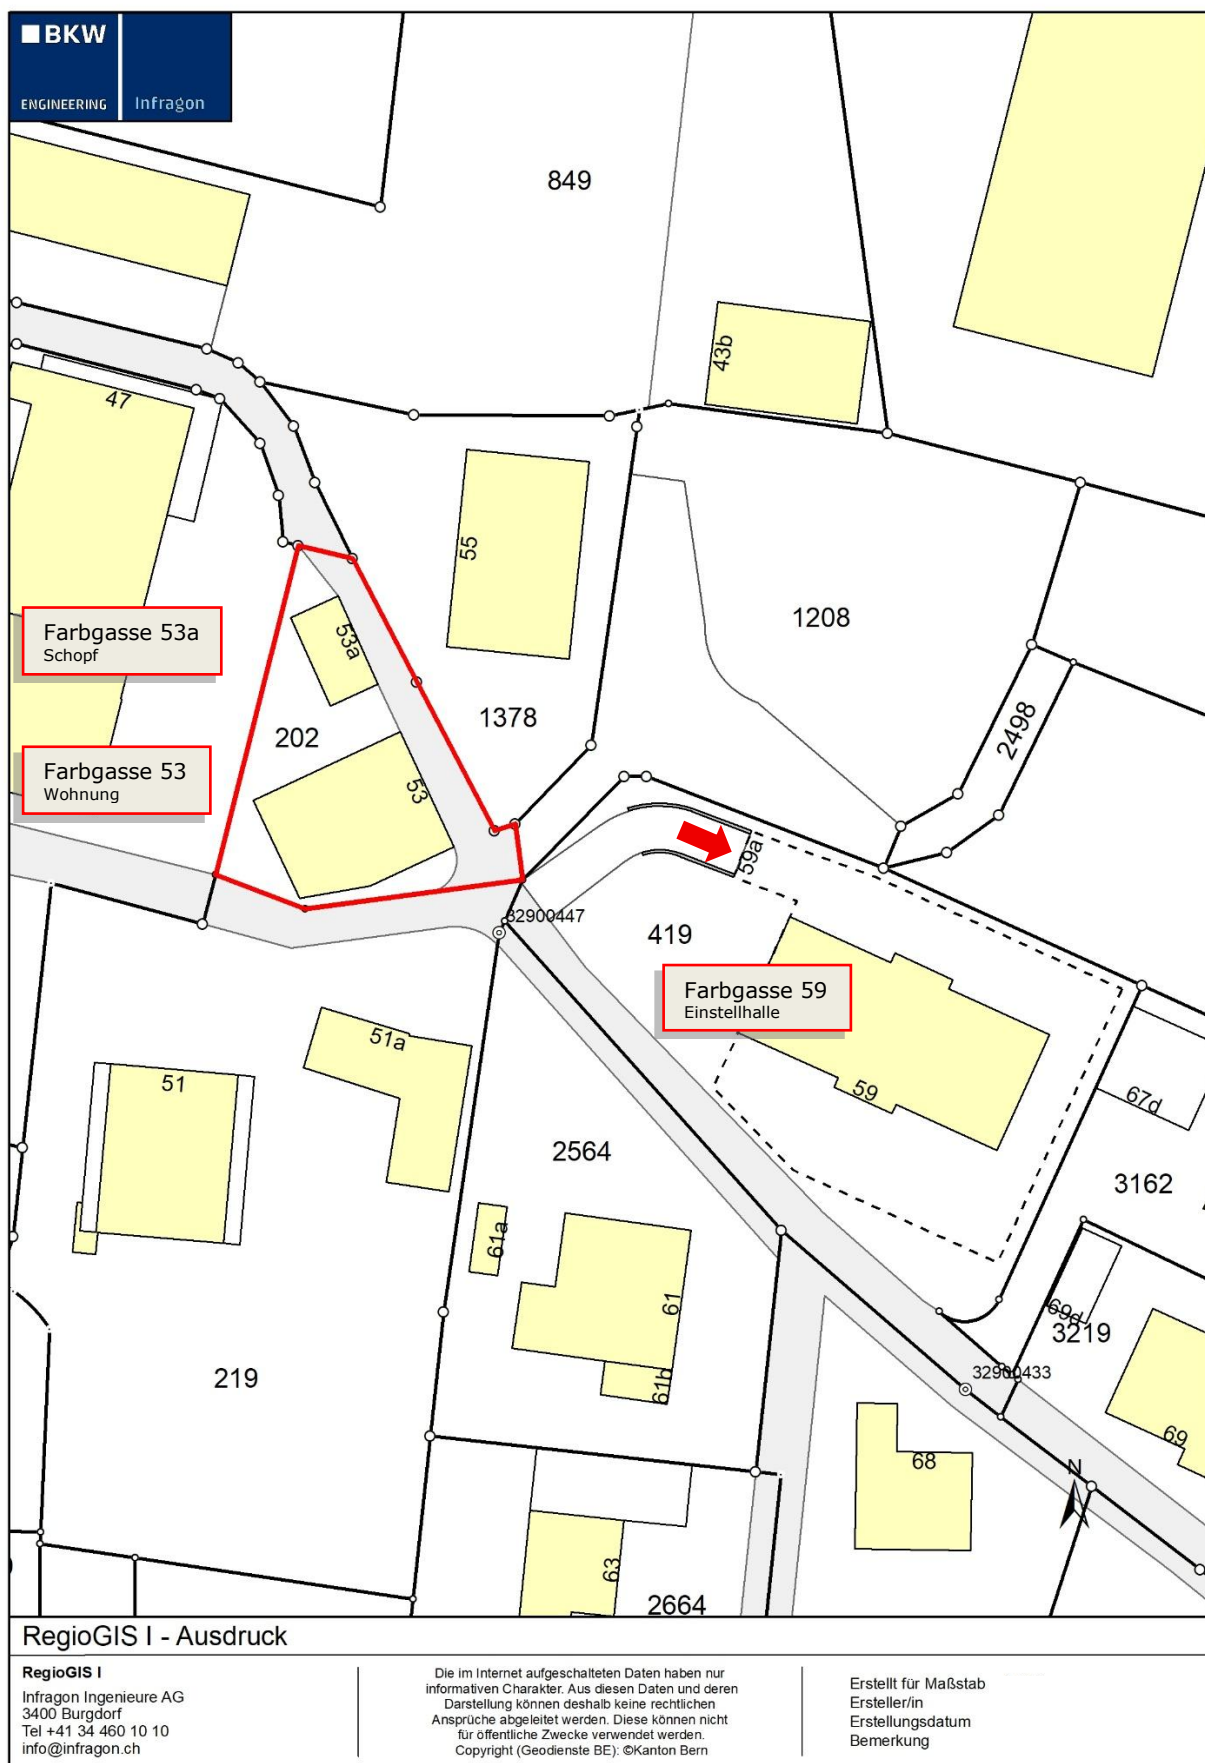 BKW
ENGINEERING
Infragon
849
43b
47
55
1208
Farbgasse 53a
Schopf
53a
1378
202
2498
Farbgasse 53
Wohnung
53
59a
32900447
419
Farbgasse 59
Einstellhalle
51a
51
59
67d
2564
3162
61a
61
69d
3219
219
61b
32900433
69
68
N
63
2664
RegioGIS I - Ausdruck
RegioGIS I
Infragon Ingenieure AG
3400 Burgdorf
Tel +41 34 460 10 10
info@infragon.ch
Die im Internet aufgeschalteten Daten haben nur
informativen Charakter. Aus diesen Daten und deren
Darstellung können deshalb keine rechtlichen
Ansprüche abgeleitet werden. Diese können nicht
für öffentliche Zwecke verwendet werden.
Copyright (Geodienste BE): ©Kanton Bern
Erstellt für Maßstab
Ersteller/in
Erstellungsdatum
Bemerkung